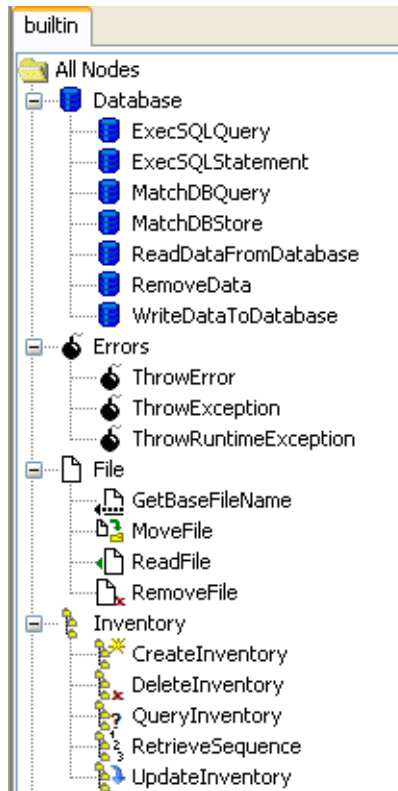 builtin
All Nodes
Database
ExecSQLQuery
ExecSQLStatement
MatchDBQuery
MatchDBStore
ReadDataFromDatabase
RemoveData
WriteDataToDatabase
Errors
ThrowError
ThrowException
ThrowRuntimeException
File
GetBaseFileName
MoveFile
ReadFile
RemoveFile
Inventory
CreateInventory
DeleteInventory
QueryInventory
RetrieveSequence
UpdateInventory